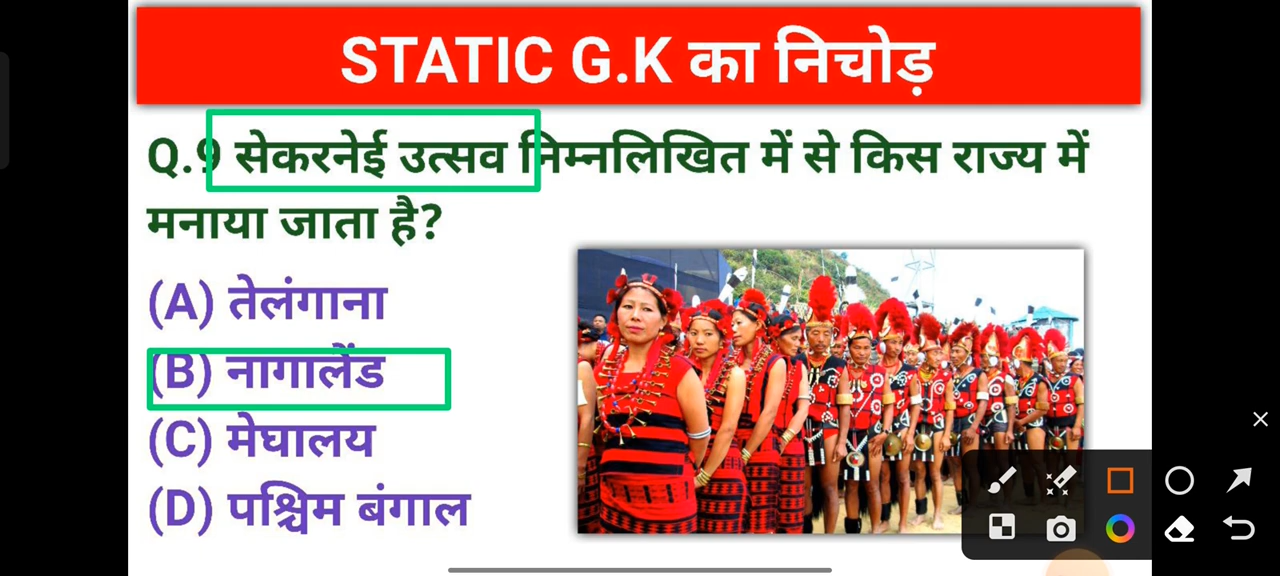 STATIC G.K का निचोड़
Q.9 सेकरनेई उत्सव निम्नलिखित में से किस राज्य में
मनाया जाता है?
(A) तेलंगाना
(B) नागालेंड
(C) मेघालय
(D) पश्चिम बंगाल